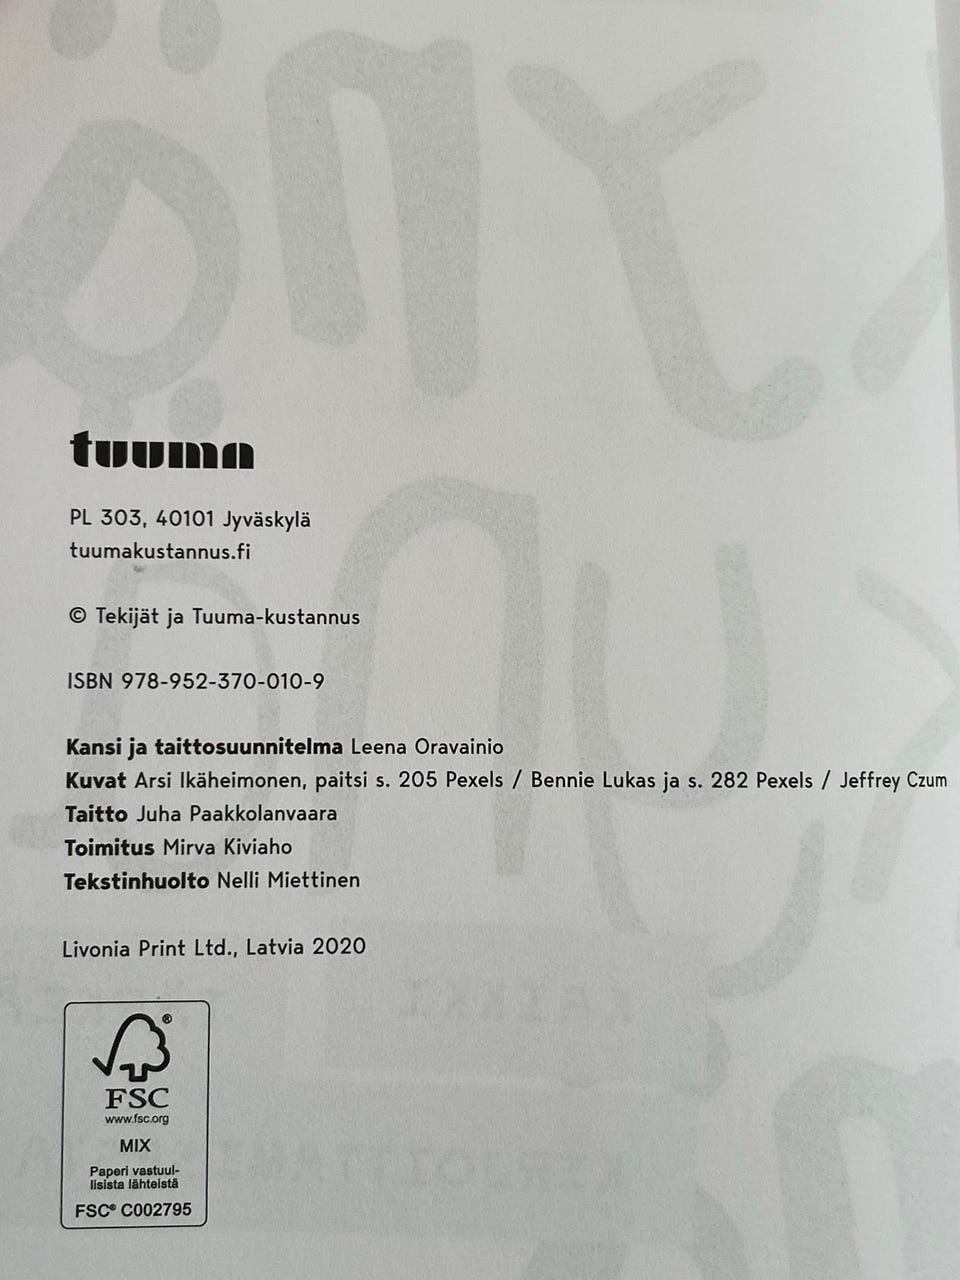 tuuma
PL 303, 40101 Jyväskylä
tuumakustannus.fi
© Tekijät ja Tuuma-kustannus
ISBN 978-952-370-010-9
Kansi ja taittosuunnitelma Leena Oravainio
Kuvat Arsi Ikäheimonen, paitsi s. 205 Pexels / Bennie Lukas ja s. 282 Pexels / Jeffrey Czum
Taitto Juha Paakkolanvaara
Toimitus Mirva Kiviaho
Tekstinhuolto Nelli Miettinen
Livonia Print Ltd., Latvia 2020
®
FSC
www.fsc.org
MIX
Paperi vastuul-
lisista lähteistä
FSC® C002795